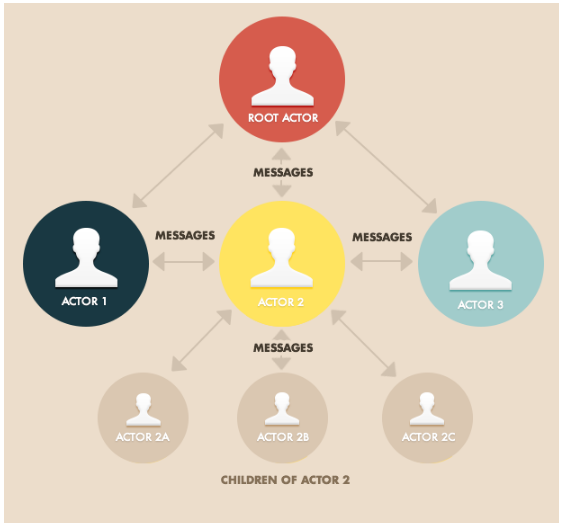 ROOT ACTOR
MESSAGES
MESSAGES
MESSAGES
ACTOR 1
ACTOR 2
ACTOR 3
MESSAGES
ACTOR 2A
ACTOR 2B
ACTOR 2C
CHILDREN OF ACTOR 2